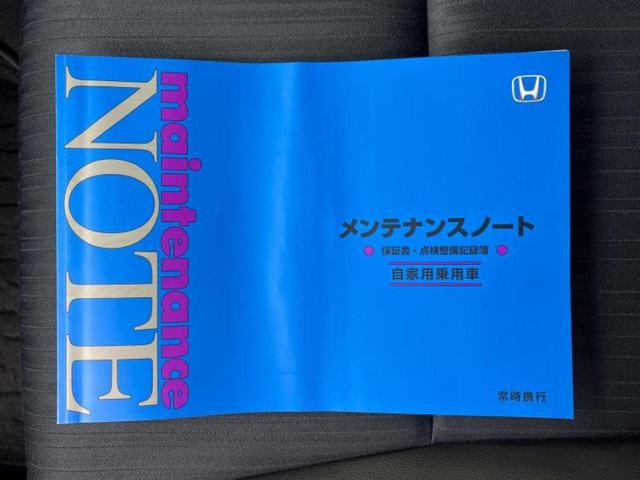 maintenance
NOTE
メンテナンスノート
保証書・点検整備記録簿
自家用乗用車
常時携行